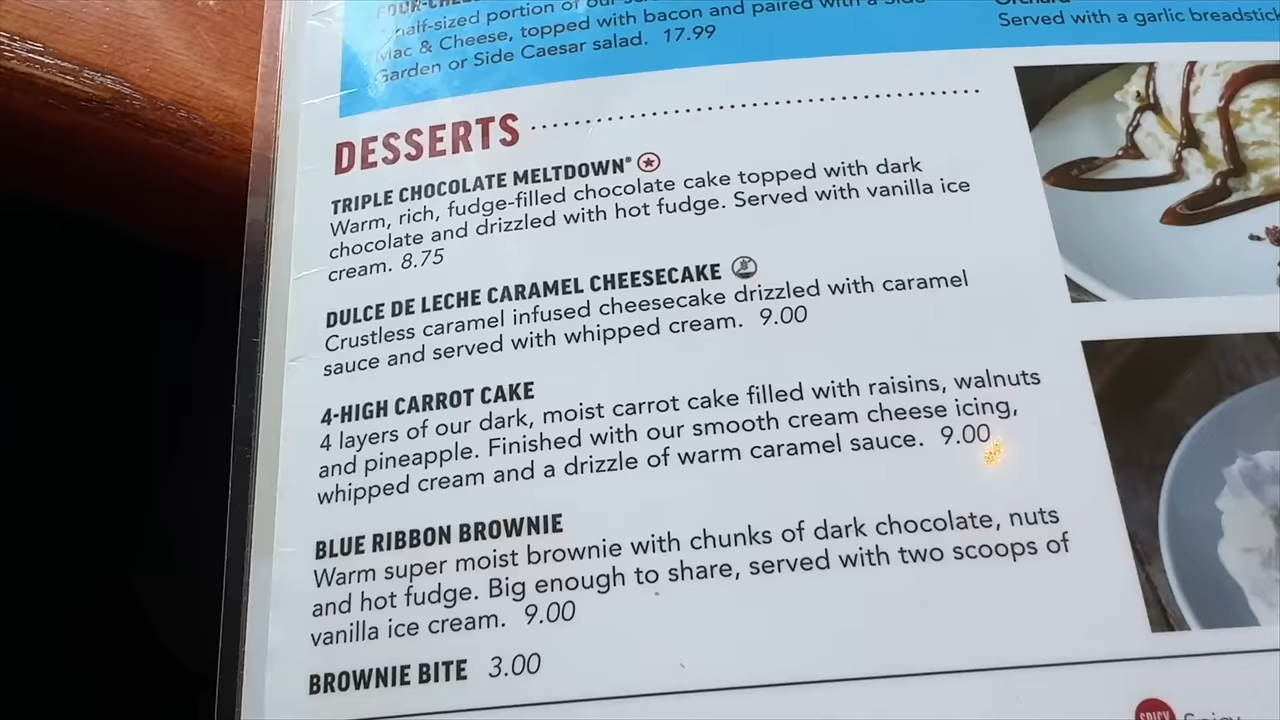 half-sized portion of our
Mac & Cheese, topped with bacon and paired with a Side
Garden or Side Caesar salad. 17.99
Served with a garlic breadstick
DESSERTS
TRIPLE CHOCOLATE MELTDOWN®
Warm, rich, fudge-filled chocolate cake topped with dark
chocolate and drizzled with hot fudge. Served with vanilla ice
cream. 8.75
DULCE DE LECHE CARAMEL CHEESECAKE
Crustless caramel infused cheesecake drizzled with caramel
sauce and served with whipped cream. 9.00
4-HIGH CARROT CAKE
4 layers of our dark, moist carrot cake filled with raisins, walnuts
and pineapple. Finished with our smooth cream cheese icing,
whipped cream and a drizzle of warm caramel sauce. 9.00
BLUE RIBBON BROWNIE
Warm super moist brownie with chunks of dark chocolate, nuts
and hot fudge. Big enough to share, served with two scoops of
vanilla ice cream. 9.00
BROWNIE BITE 3.00
SPICY Spicy